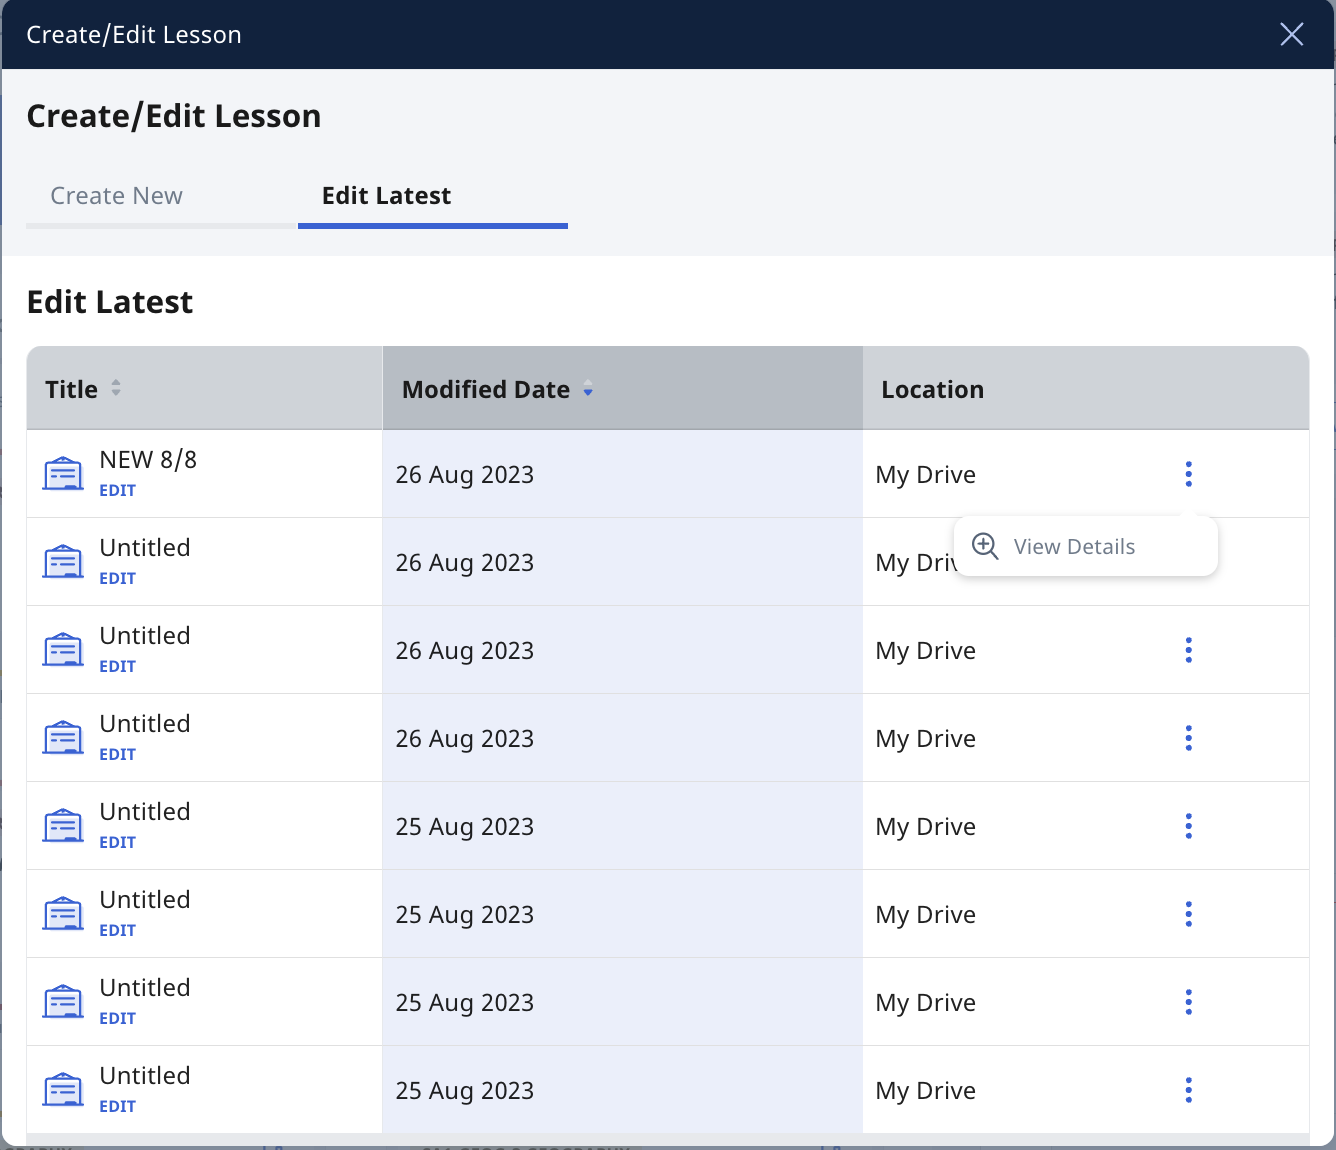 Create/Edit Lesson
Create/Edit Lesson
Create New
Edit Latest
Edit Latest
Title
Modified Date
Location
NEW 8/8
EDIT
26 Aug 2023
My Drive
View Details
Untitled
EDIT
26 Aug 2023
My Driv
Untitled
EDIT
26 Aug 2023
My Drive
Untitled
EDIT
26 Aug 2023
My Drive
Untitled
EDIT
25 Aug 2023
My Drive
Untitled
EDIT
25 Aug 2023
My Drive
Untitled
EDIT
25 Aug 2023
My Drive
Untitled
EDIT
25 Aug 2023
My Drive